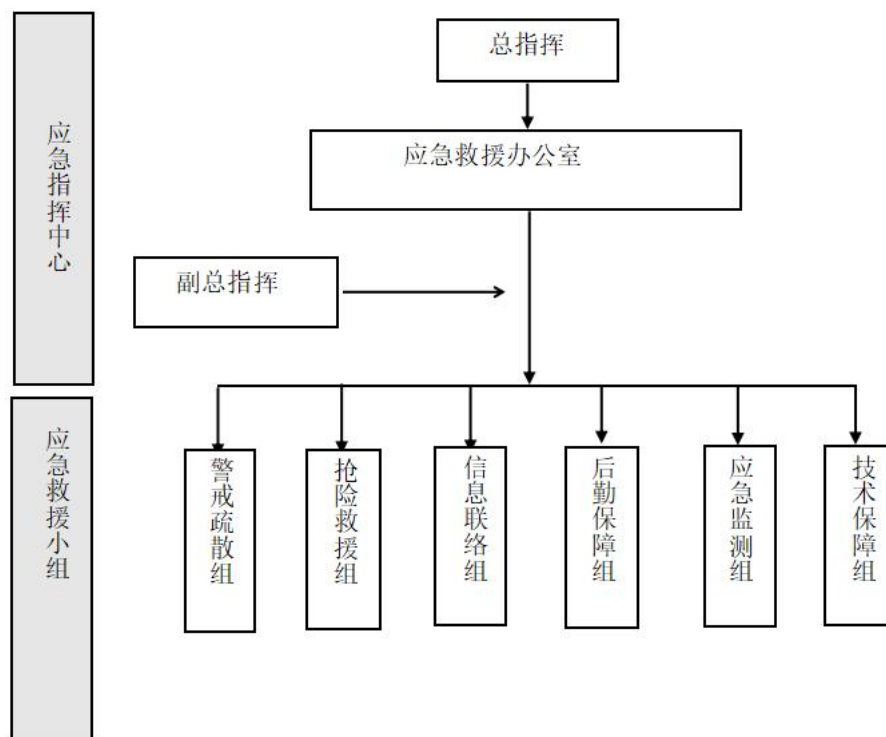 应急指挥中心
总指挥
应急救援办公室
副总指挥
应急救援小组
警戒疏散组
抢险救援组
信息联络组
后勤保障组
应急监测组
技术保障组